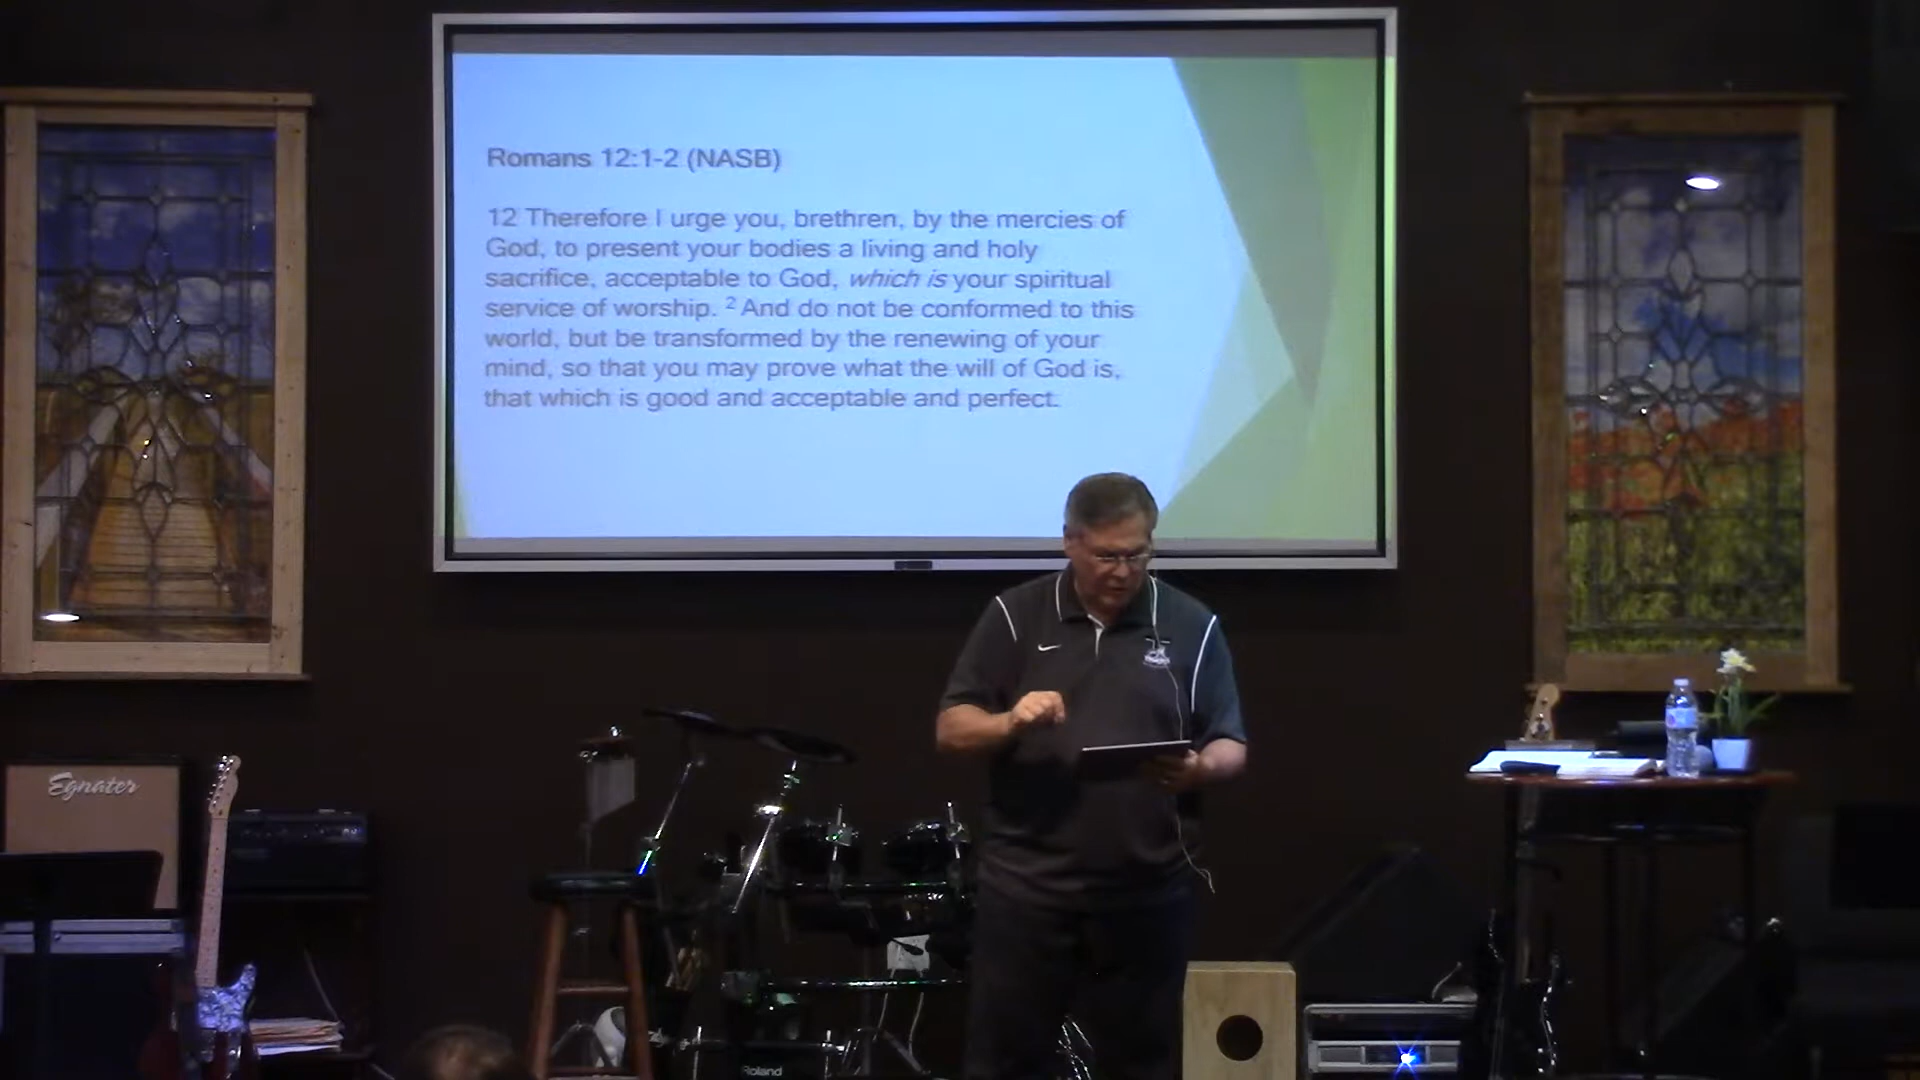 Romans 12:1-2 (NASB)
12 Therefore I urge you, brethren, by the mercies of
God, to present your bodies a living and holy
sacrifice, acceptable to God, which is your spiritual
service of worship. 2 And do not be conformed to this
world, but be transformed by the renewing of your
mind, so that you may prove what the will of God is,
that which is good and acceptable and perfect.
Egnater
Roland